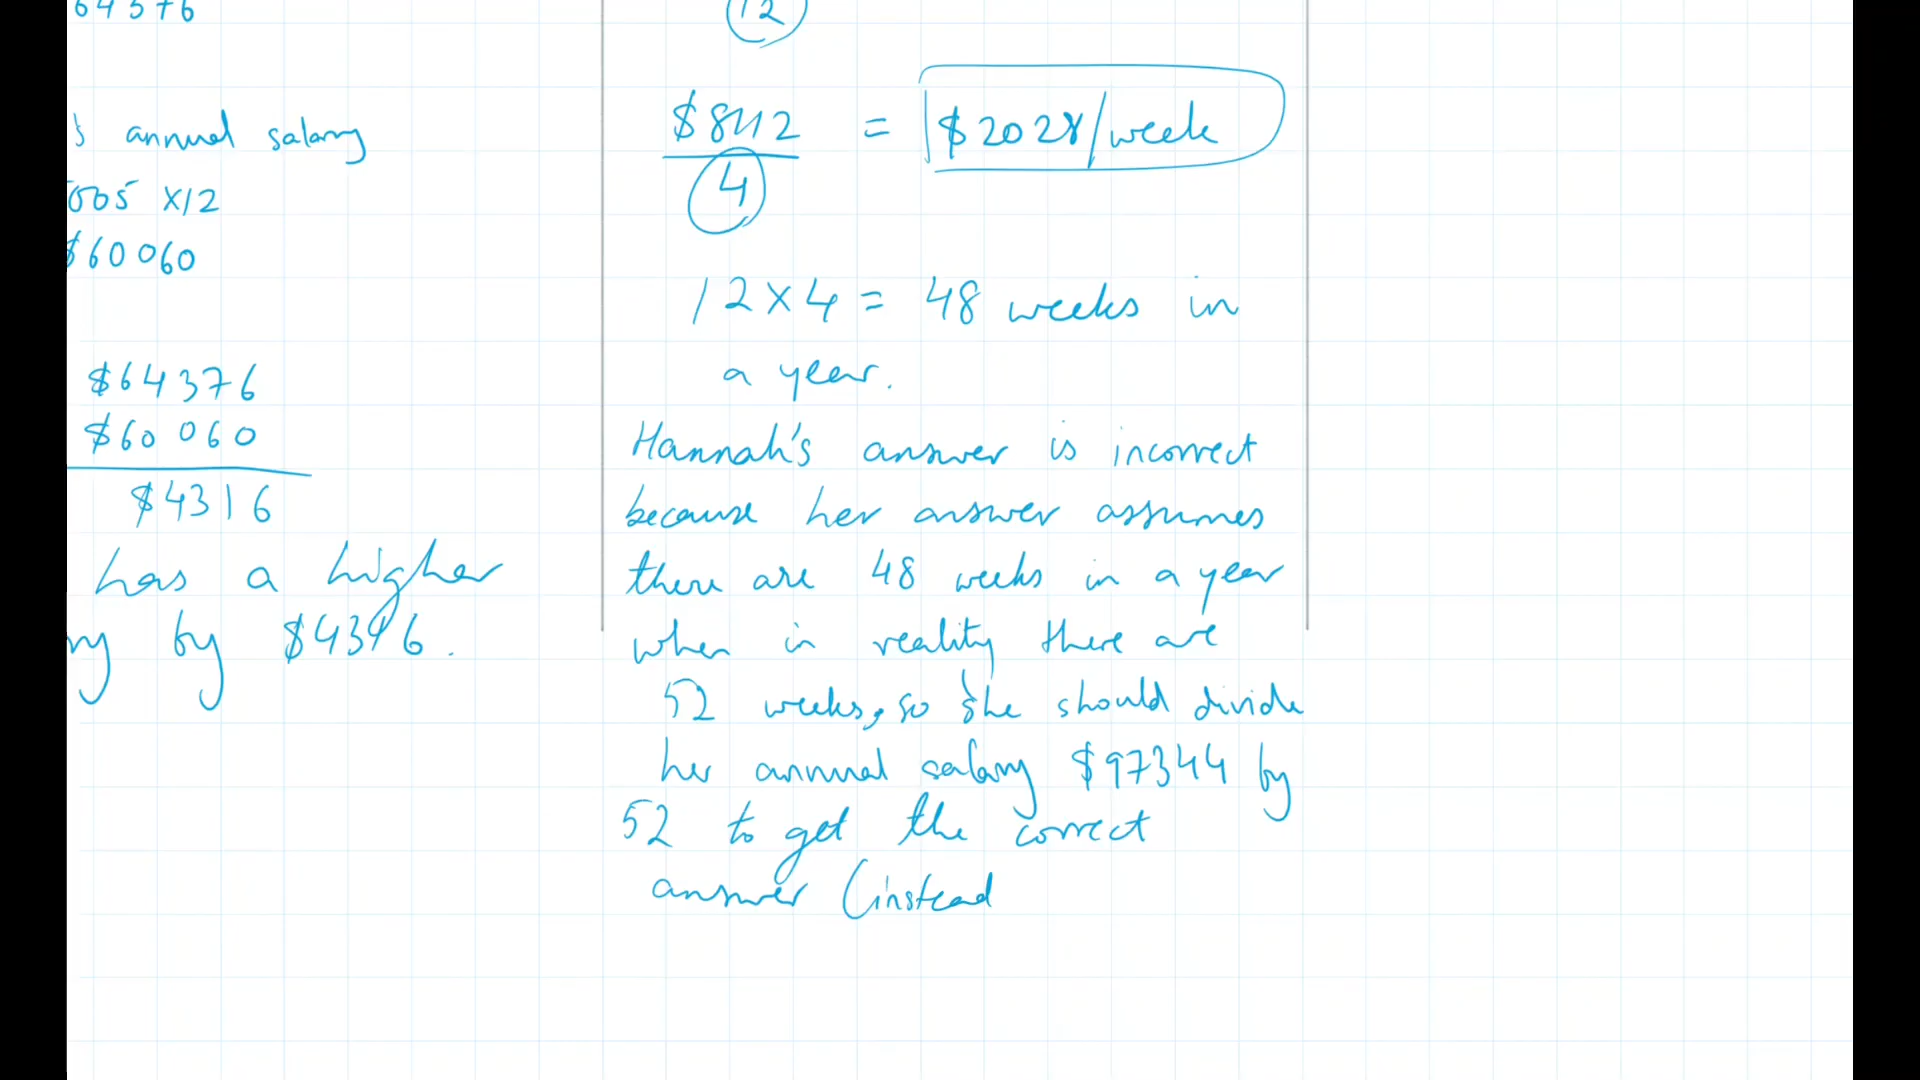 64376
's annual salary
005 x12
$60060
$64376
$60 060
$4316
has a higher
by $4316.
12
$8112
4
= $2028/week
12x4 = 48 weeks in
a year.
Hannah's answer is incorrect
because her answer assumes
there are 48 weeks in a year
when in reality there are
52 weeks, so she should divide
her annual salary $97344 by
52 to get the correct
answer (instead